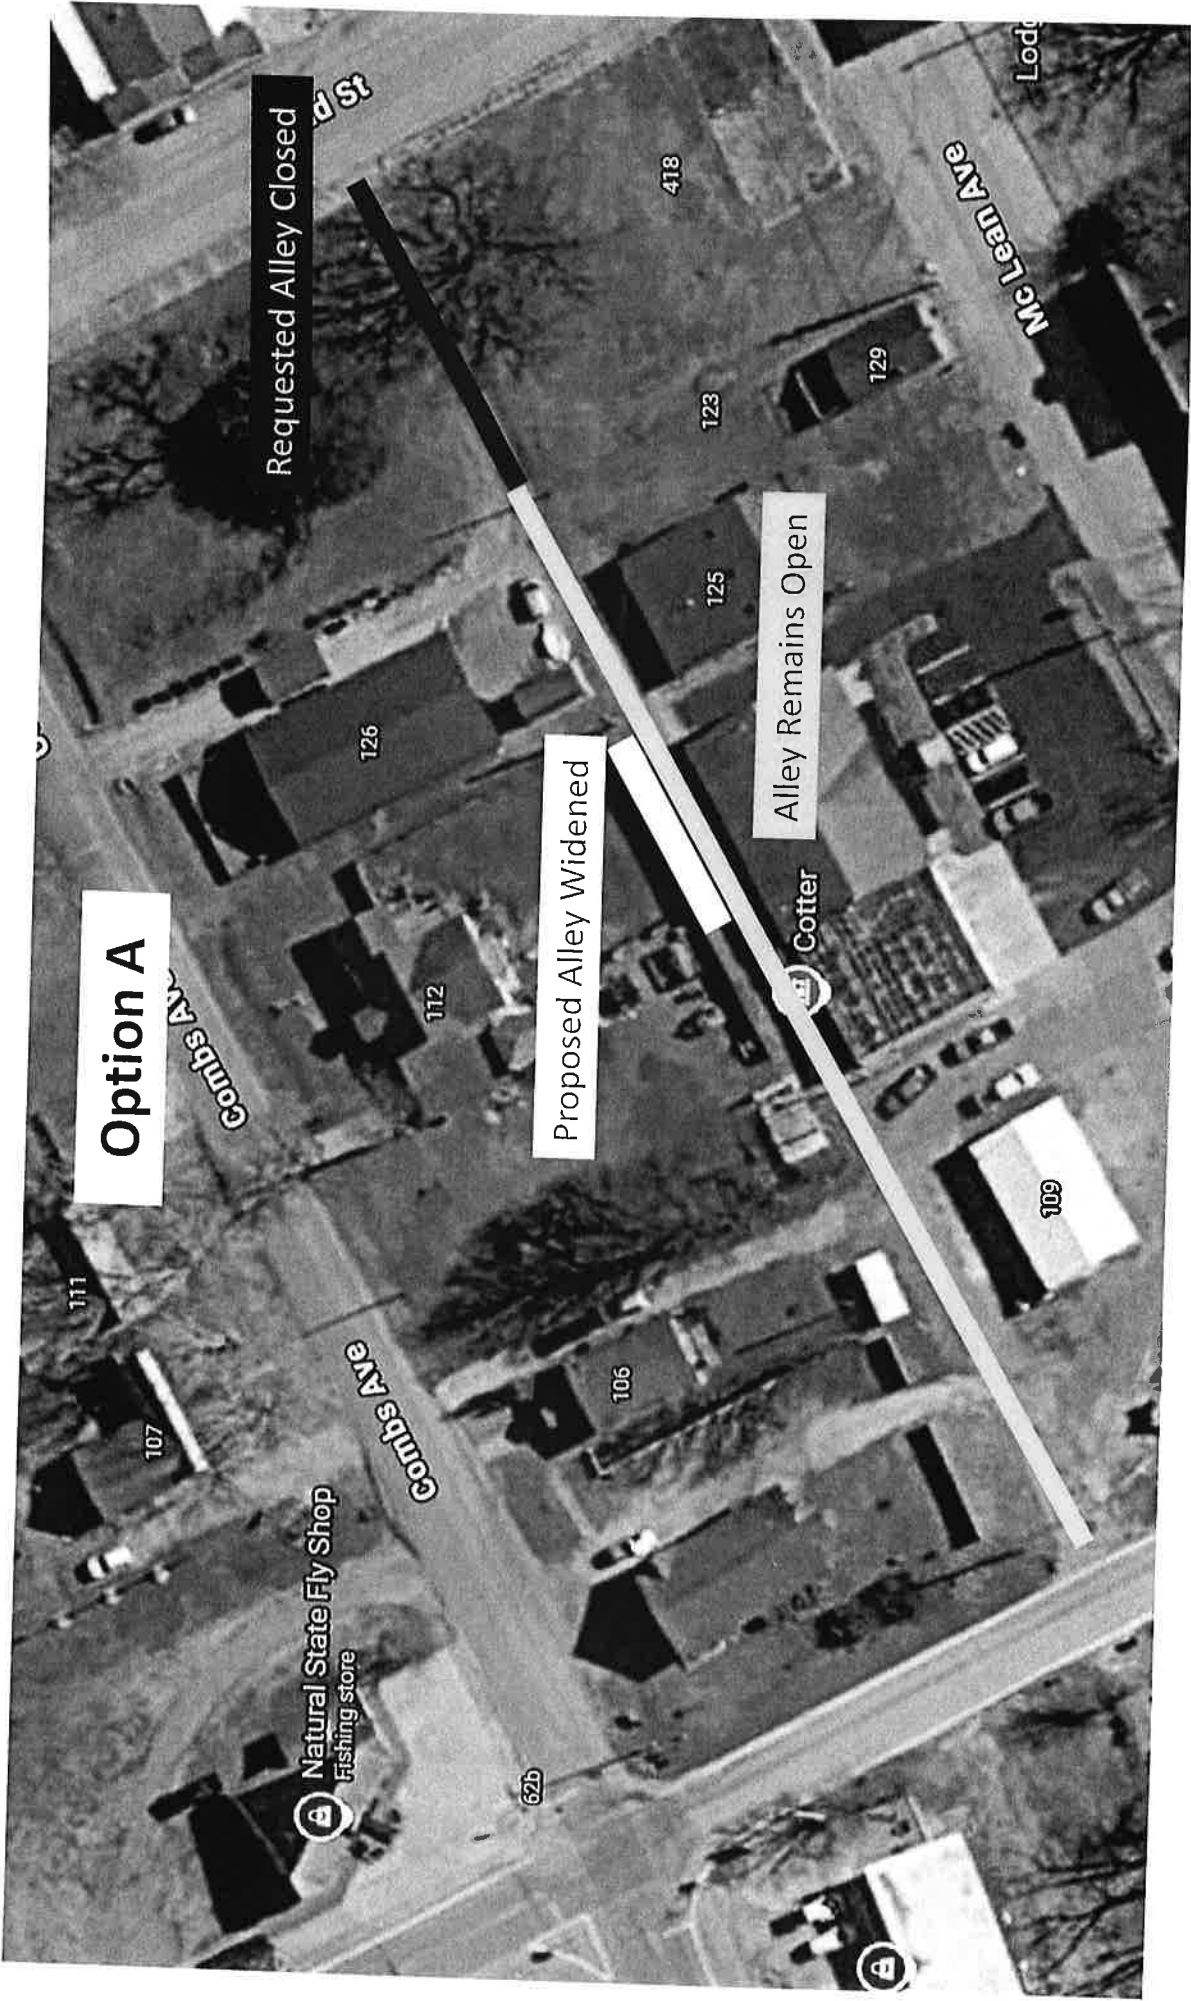 Option A
Requested Alley Closed
Proposed Alley Widened
Alley Remains Open
Combs Ave
Combs Ave
Mc Lean Ave
Natural State Fly Shop
Fishing store
Cotter
62b
107
111
106
112
126
109
125
123
129
418
St